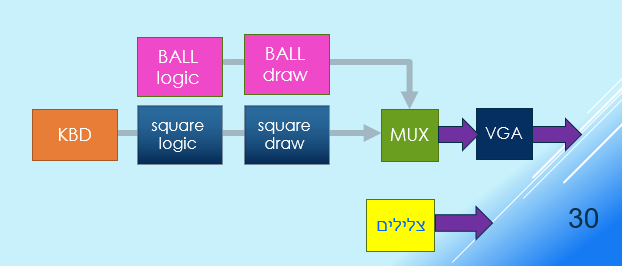 BALL
logic
BALL
draw
KBD
square
logic
square
draw
MUX
VGA
צלילים
30